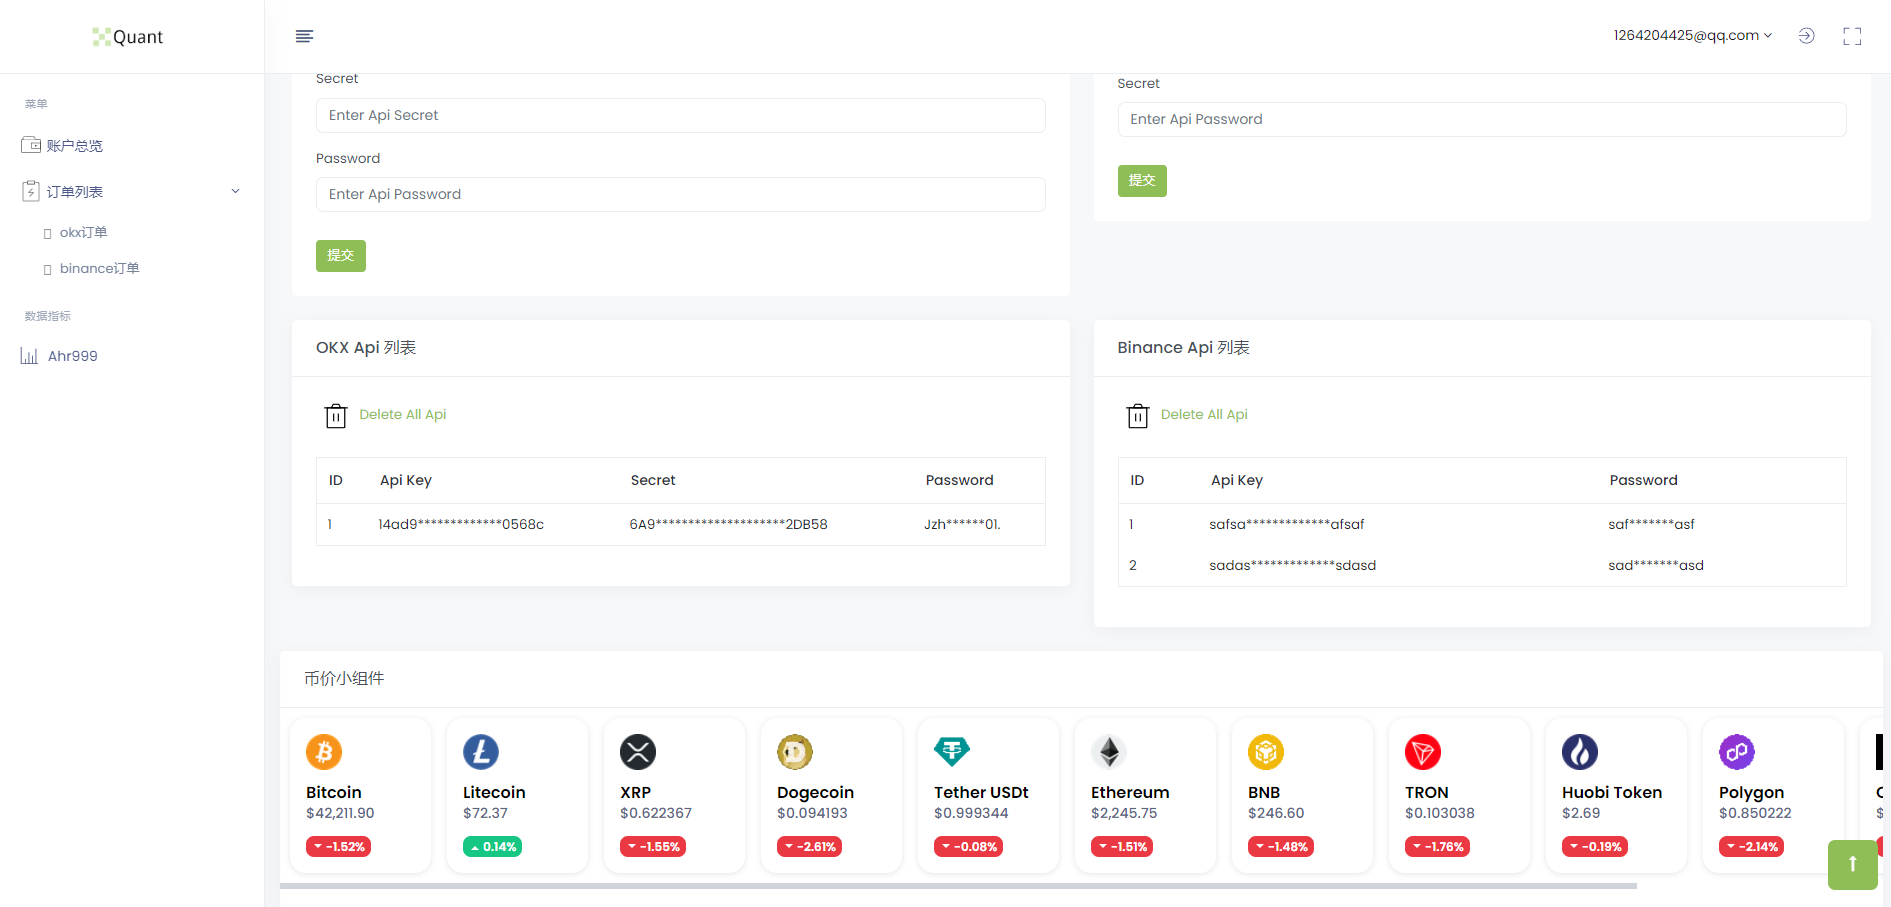 Quant
1264204425@qq.com
菜单
账户总览
订单列表
okx订单
binance订单
数据指标
Ahr999
Secret
Enter Api Secret
Password
Enter Api Password
提交
Secret
Enter Api Password
提交
OKX Api 列表
Delete All Api
ID Api Key Secret Password
1 14ad9*************0568c 6A9********************2DB58 Jzh******01.
Binance Api 列表
Delete All Api
ID Api Key Password
1 safsa*************afsaf saf*******asf
2 sadas*************sdasd sad*******asd
币价小组件
Bitcoin
$42,211.90
-1.52%
Litecoin
$72.37
0.14%
XRP
$0.622367
-1.55%
Dogecoin
$0.094193
-2.61%
Tether USDt
$0.999344
-0.08%
Ethereum
$2,245.75
-1.51%
BNB
$246.60
-1.48%
TRON
$0.103038
-1.76%
Huobi Token
$2.69
-0.19%
Polygon
$0.850222
-2.14%